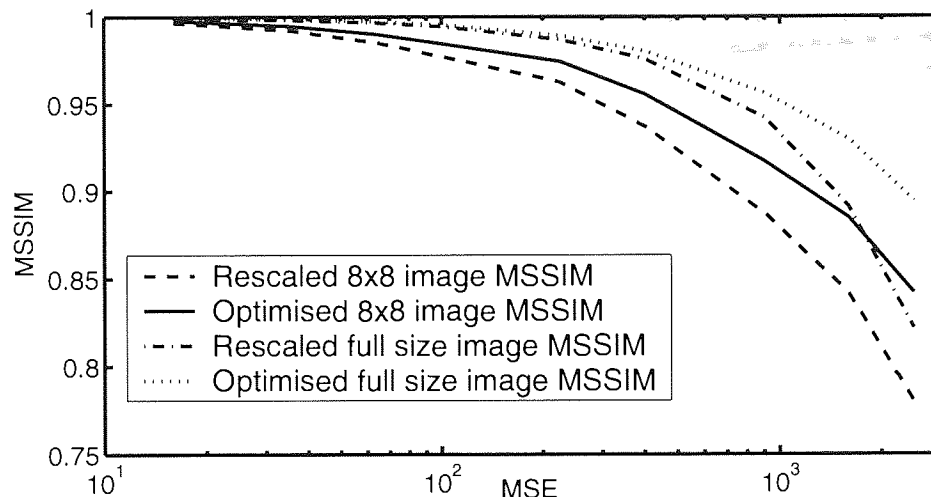 1
0.95
0.9
0.85
0.8
0.75
MSSIM
Rescaled 8x8 image MSSIM
Optimised 8x8 image MSSIM
Rescaled full size image MSSIM
Optimised full size image MSSIM
10^1
10^2
10^3
MSE